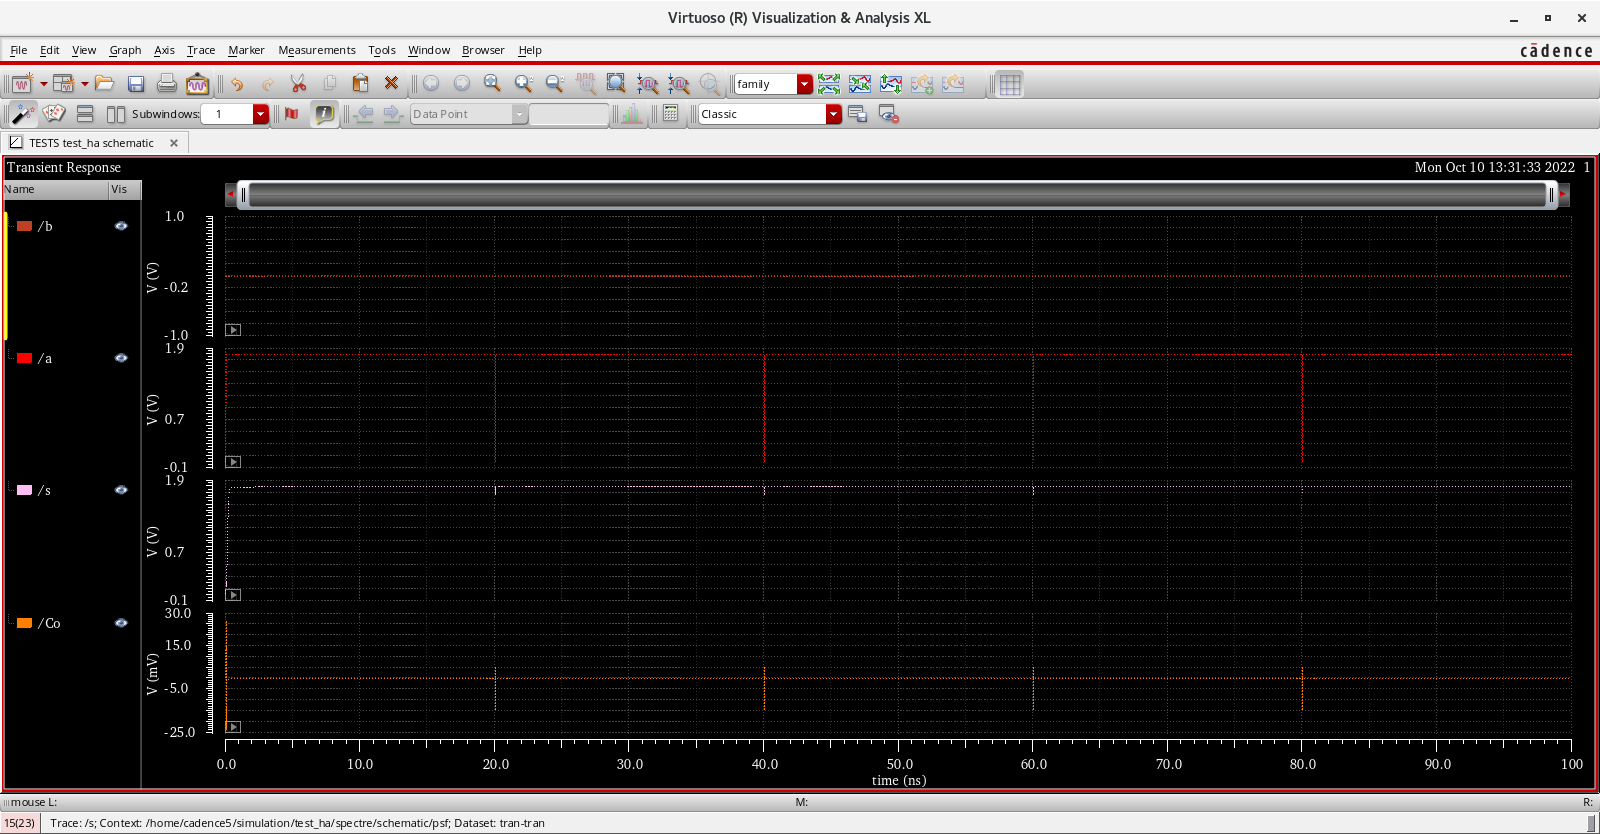 Virtuoso (R) Visualization & Analysis XL
File Edit View Graph Axis Trace Marker Measurements Tools Window Browser Help
cādence
family
Subwindows: 1
Data Point
Classic
TESTS test_ha schematic
Transient Response
Mon Oct 10 13:31:33 2022 1
Name Vis
/b
1.0
V (V)
-0.2
-1.0
/a
1.9
V (V)
0.7
-0.1
/s
1.9
V (V)
0.7
-0.1
/Co
30.0
15.0
V (mV)
-5.0
-25.0
0.0 10.0 20.0 30.0 40.0 50.0 60.0 70.0 80.0 90.0 100
time (ns)
mouse L: M: R:
15(23) Trace: /s; Context: /home/cadence5/simulation/test_ha/spectre/schematic/psf; Dataset: tran-tran